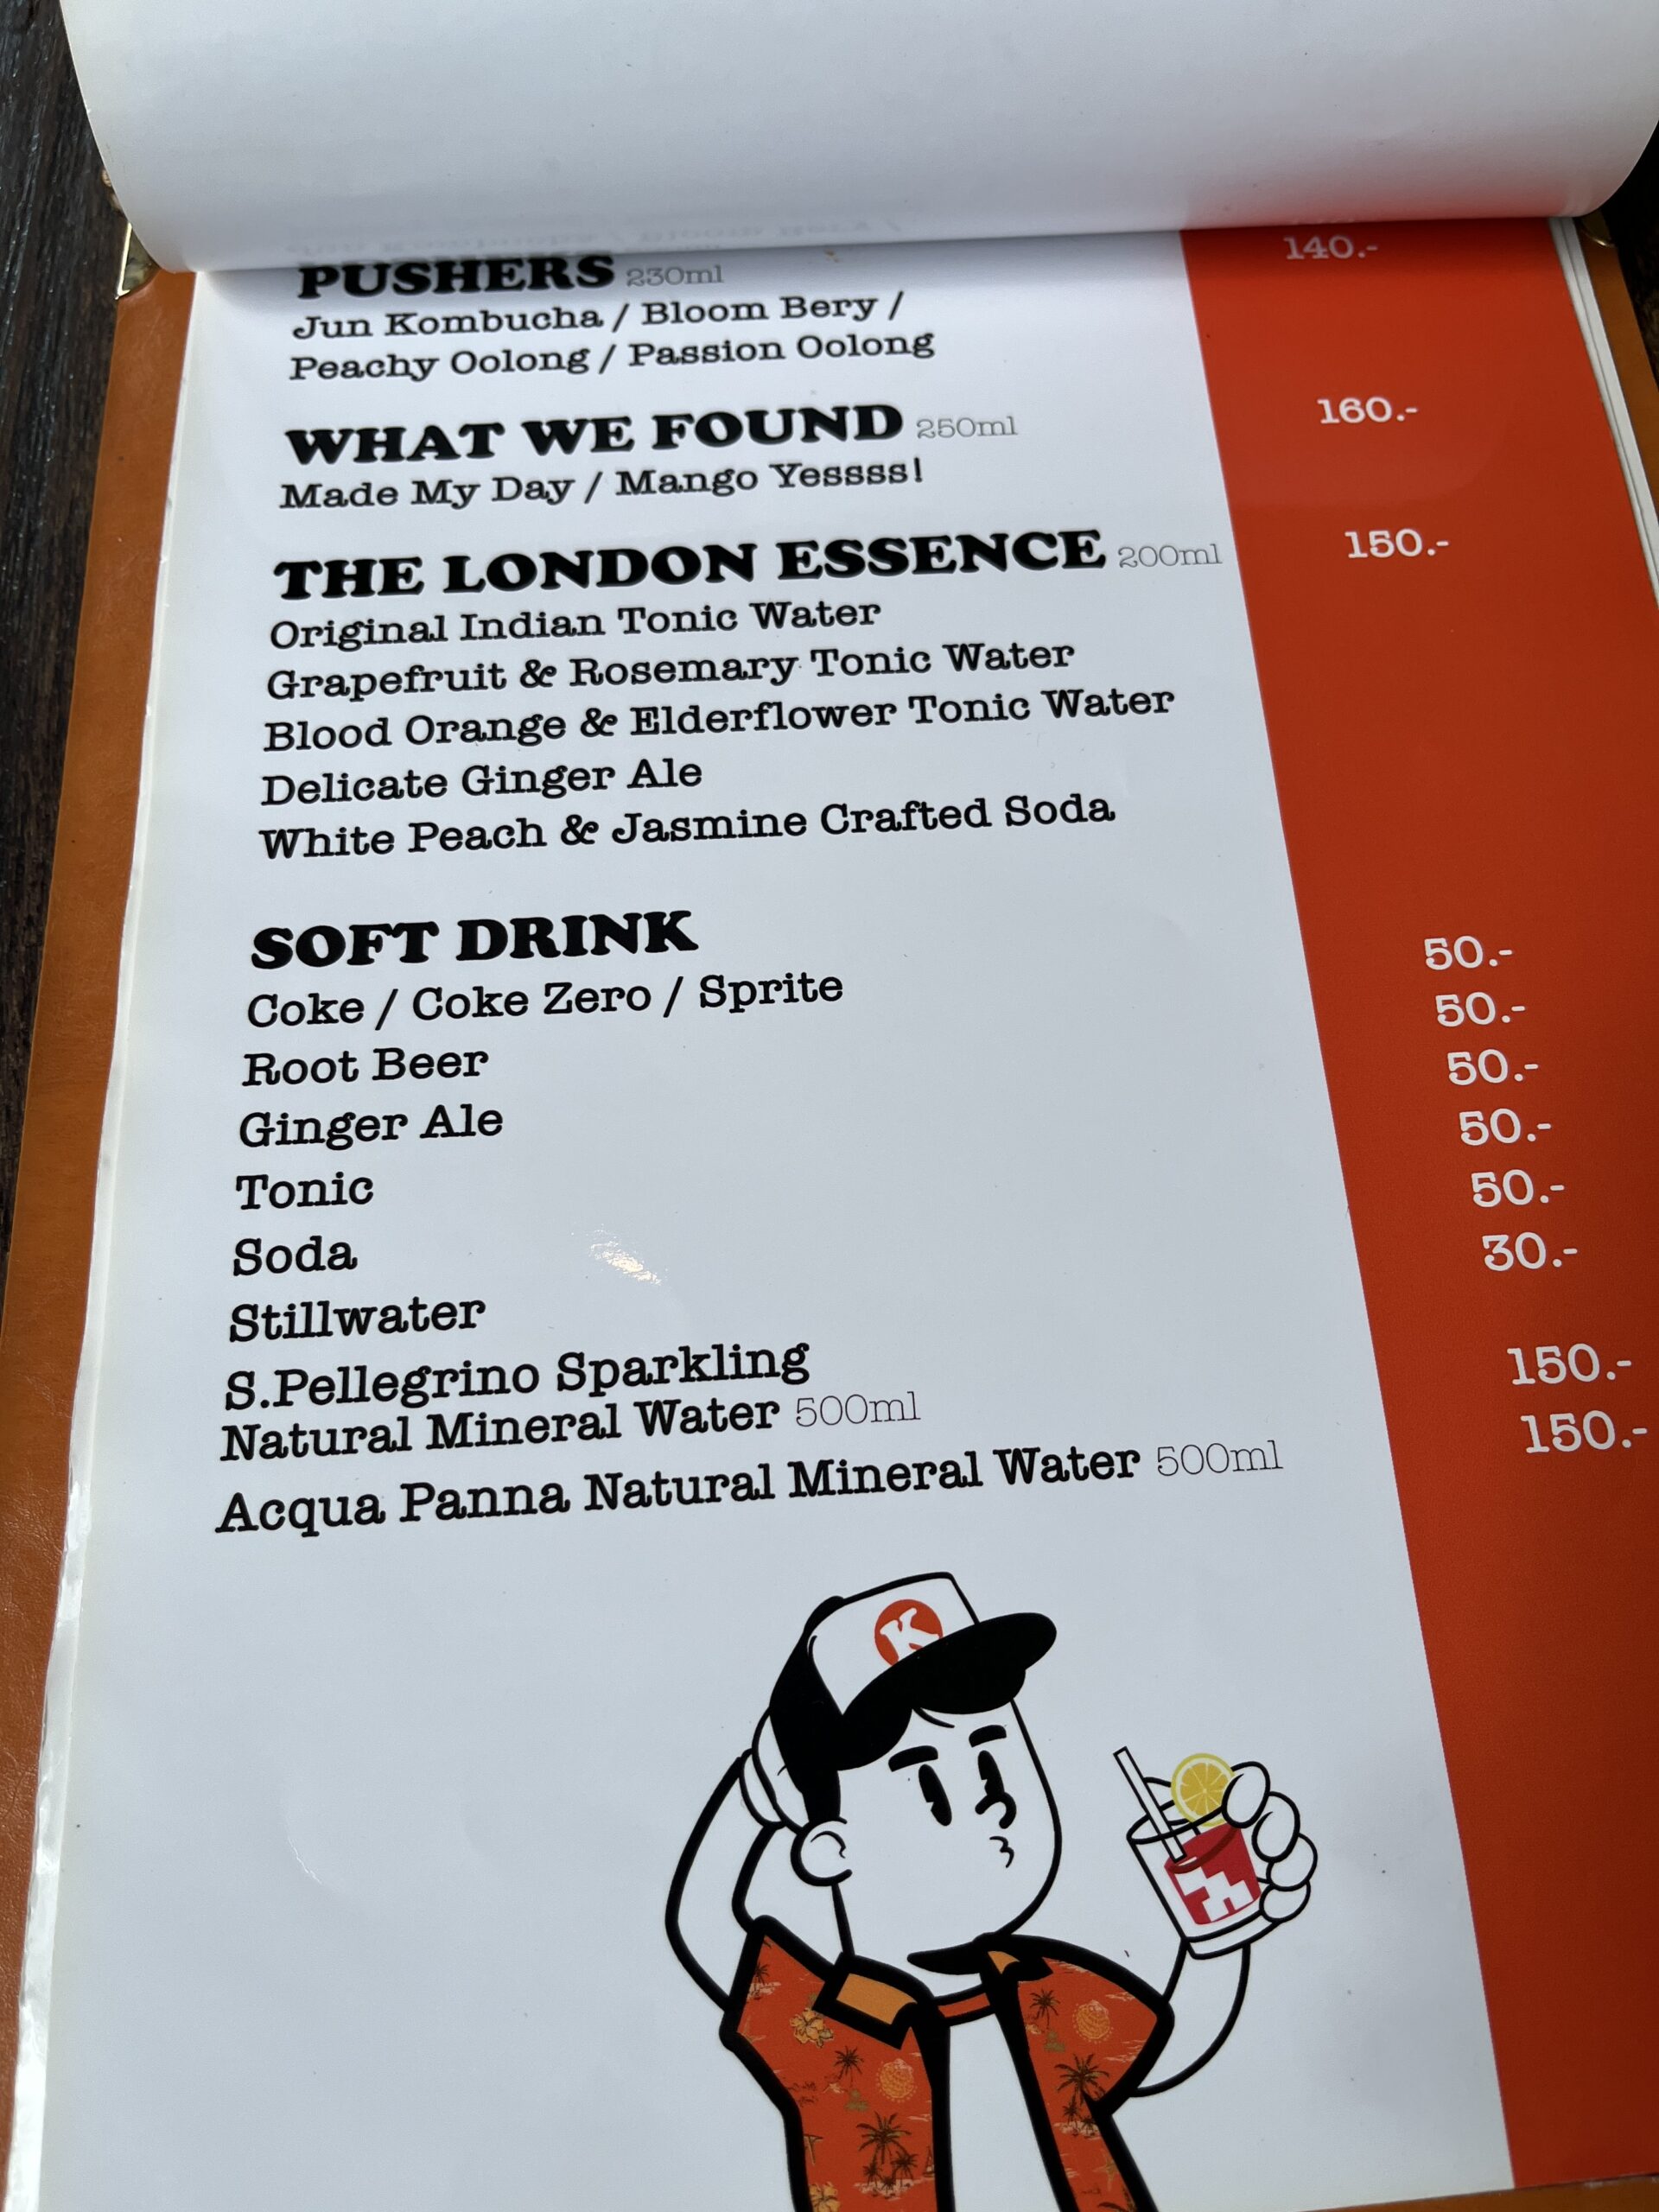 PUSHERS 230ml 140.-
Jun Kombucha / Bloom Bery /
Peachy Oolong / Passion Oolong
WHAT WE FOUND 250ml 160.-
Made My Day / Mango Yessss!
THE LONDON ESSENCE 200ml 150.-
Original Indian Tonic Water
Grapefruit & Rosemary Tonic Water
Blood Orange & Elderflower Tonic Water
Delicate Ginger Ale
White Peach & Jasmine Crafted Soda
SOFT DRINK
Coke / Coke Zero / Sprite 50.-
Root Beer 50.-
Ginger Ale 50.-
Tonic 50.-
Soda 50.-
Stillwater 30.-
S.Pellegrino Sparkling
Natural Mineral Water 500ml 150.-
Acqua Panna Natural Mineral Water 500ml 150.-
K